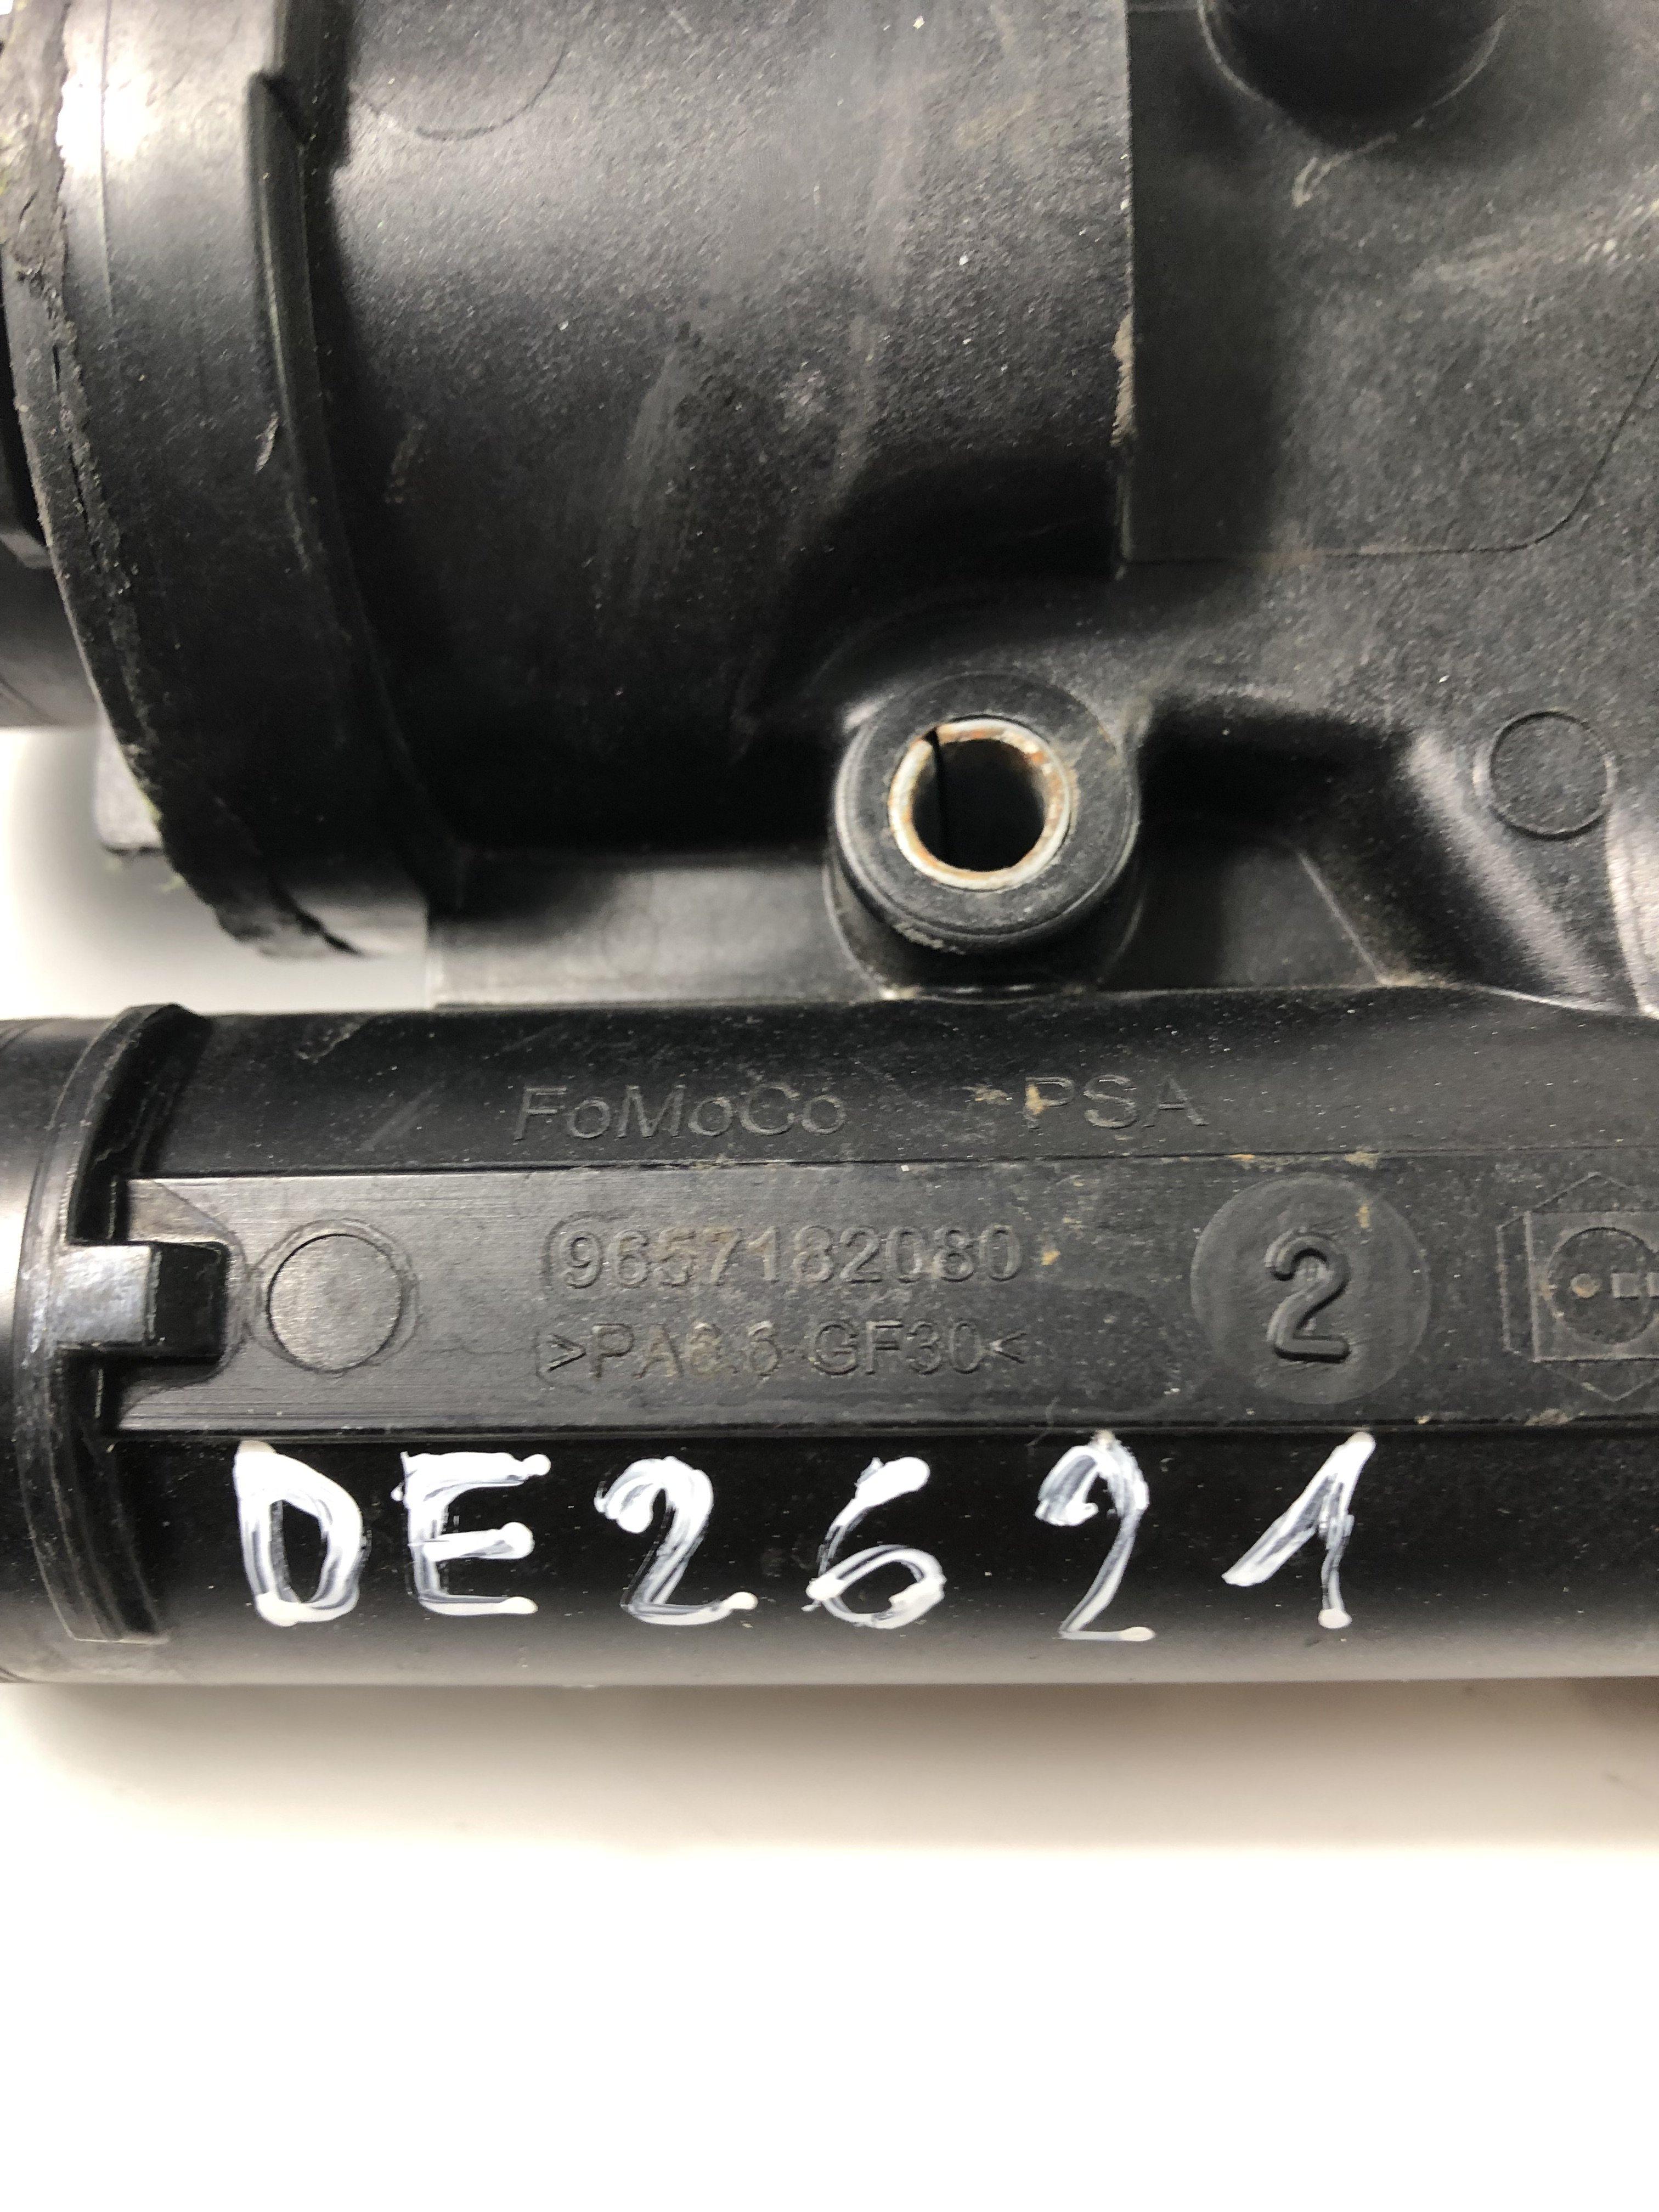 FoMoCo PSA
9657182080
>PA6.6 GF30<
2
DE2621